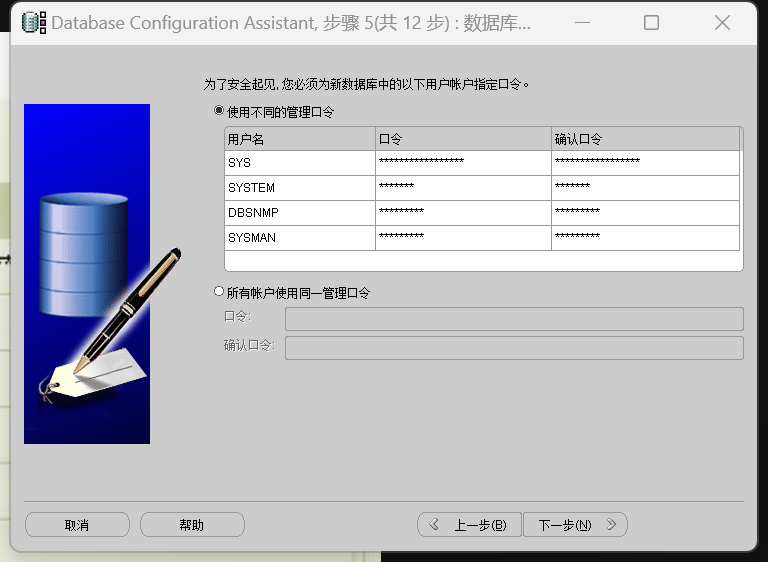 Database Configuration Assistant, 步骤 5(共 12 步) : 数据库...
为了安全起见, 您必须为新数据库中的以下用户帐户指定口令。
使用不同的管理口令
用户名 口令 确认口令
SYS **************** ****************
SYSTEM ******* *******
DBSNMP ********* *********
SYSMAN ********* *********
所有帐户使用同一管理口令
口令:
确认口令:
取消 帮助 上一步(B) 下一步(N)